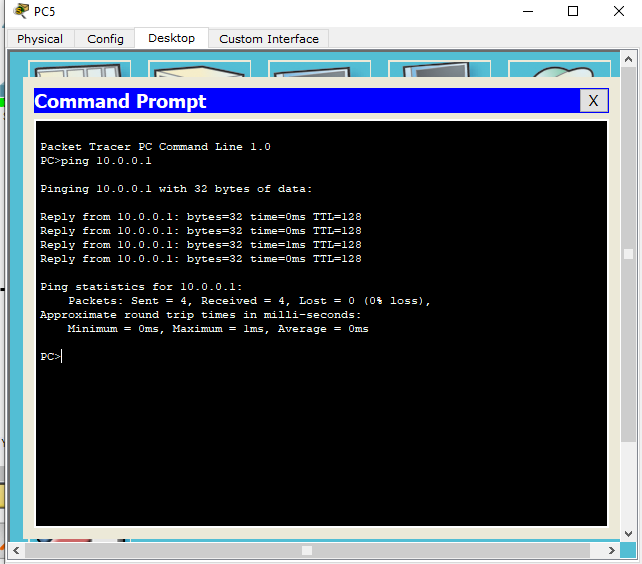 PC5
Physical Config Desktop Custom Interface
Command Prompt X
Packet Tracer PC Command Line 1.0
PC>ping 10.0.0.1
Pinging 10.0.0.1 with 32 bytes of data:
Reply from 10.0.0.1: bytes=32 time=0ms TTL=128
Reply from 10.0.0.1: bytes=32 time=0ms TTL=128
Reply from 10.0.0.1: bytes=32 time=1ms TTL=128
Reply from 10.0.0.1: bytes=32 time=0ms TTL=128
Ping statistics for 10.0.0.1:
Packets: Sent = 4, Received = 4, Lost = 0 (0% loss),
Approximate round trip times in milli-seconds:
Minimum = 0ms, Maximum = 1ms, Average = 0ms
PC>